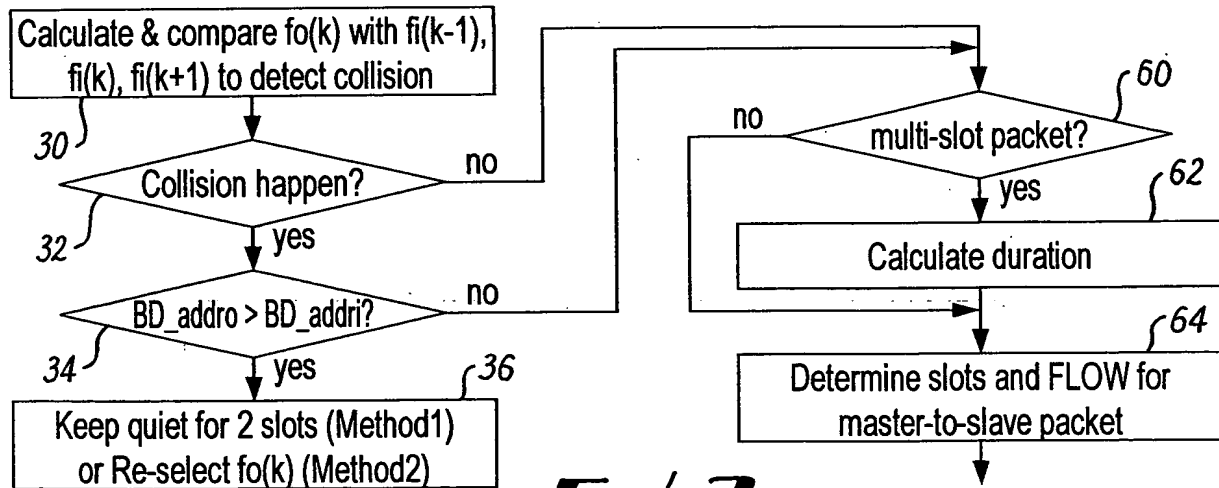 Calculate & compare fo(k) with fi(k-1),
fi(k), fi(k+1) to detect collision
30
Collision happen?
no
32
yes
BD_addro > BD_addri?
no
34
yes
36
Keep quiet for 2 slots (Method1)
or Re-select fo(k) (Method2)
60
no
multi-slot packet?
yes
62
Calculate duration
64
Determine slots and FLOW for
master-to-slave packet